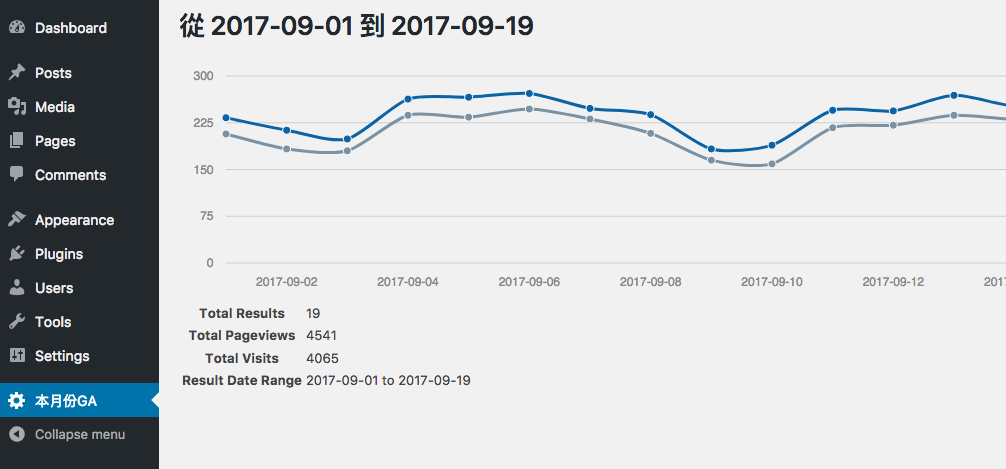 Dashboard
Posts
Media
Pages
Comments
Appearance
Plugins
Users
Tools
Settings
本月份GA
Collapse menu
從 2017-09-01 到 2017-09-19
300
225
150
75
0
2017-09-02 2017-09-04 2017-09-06 2017-09-08 2017-09-10 2017-09-12 2017
Total Results 19
Total Pageviews 4541
Total Visits 4065
Result Date Range 2017-09-01 to 2017-09-19